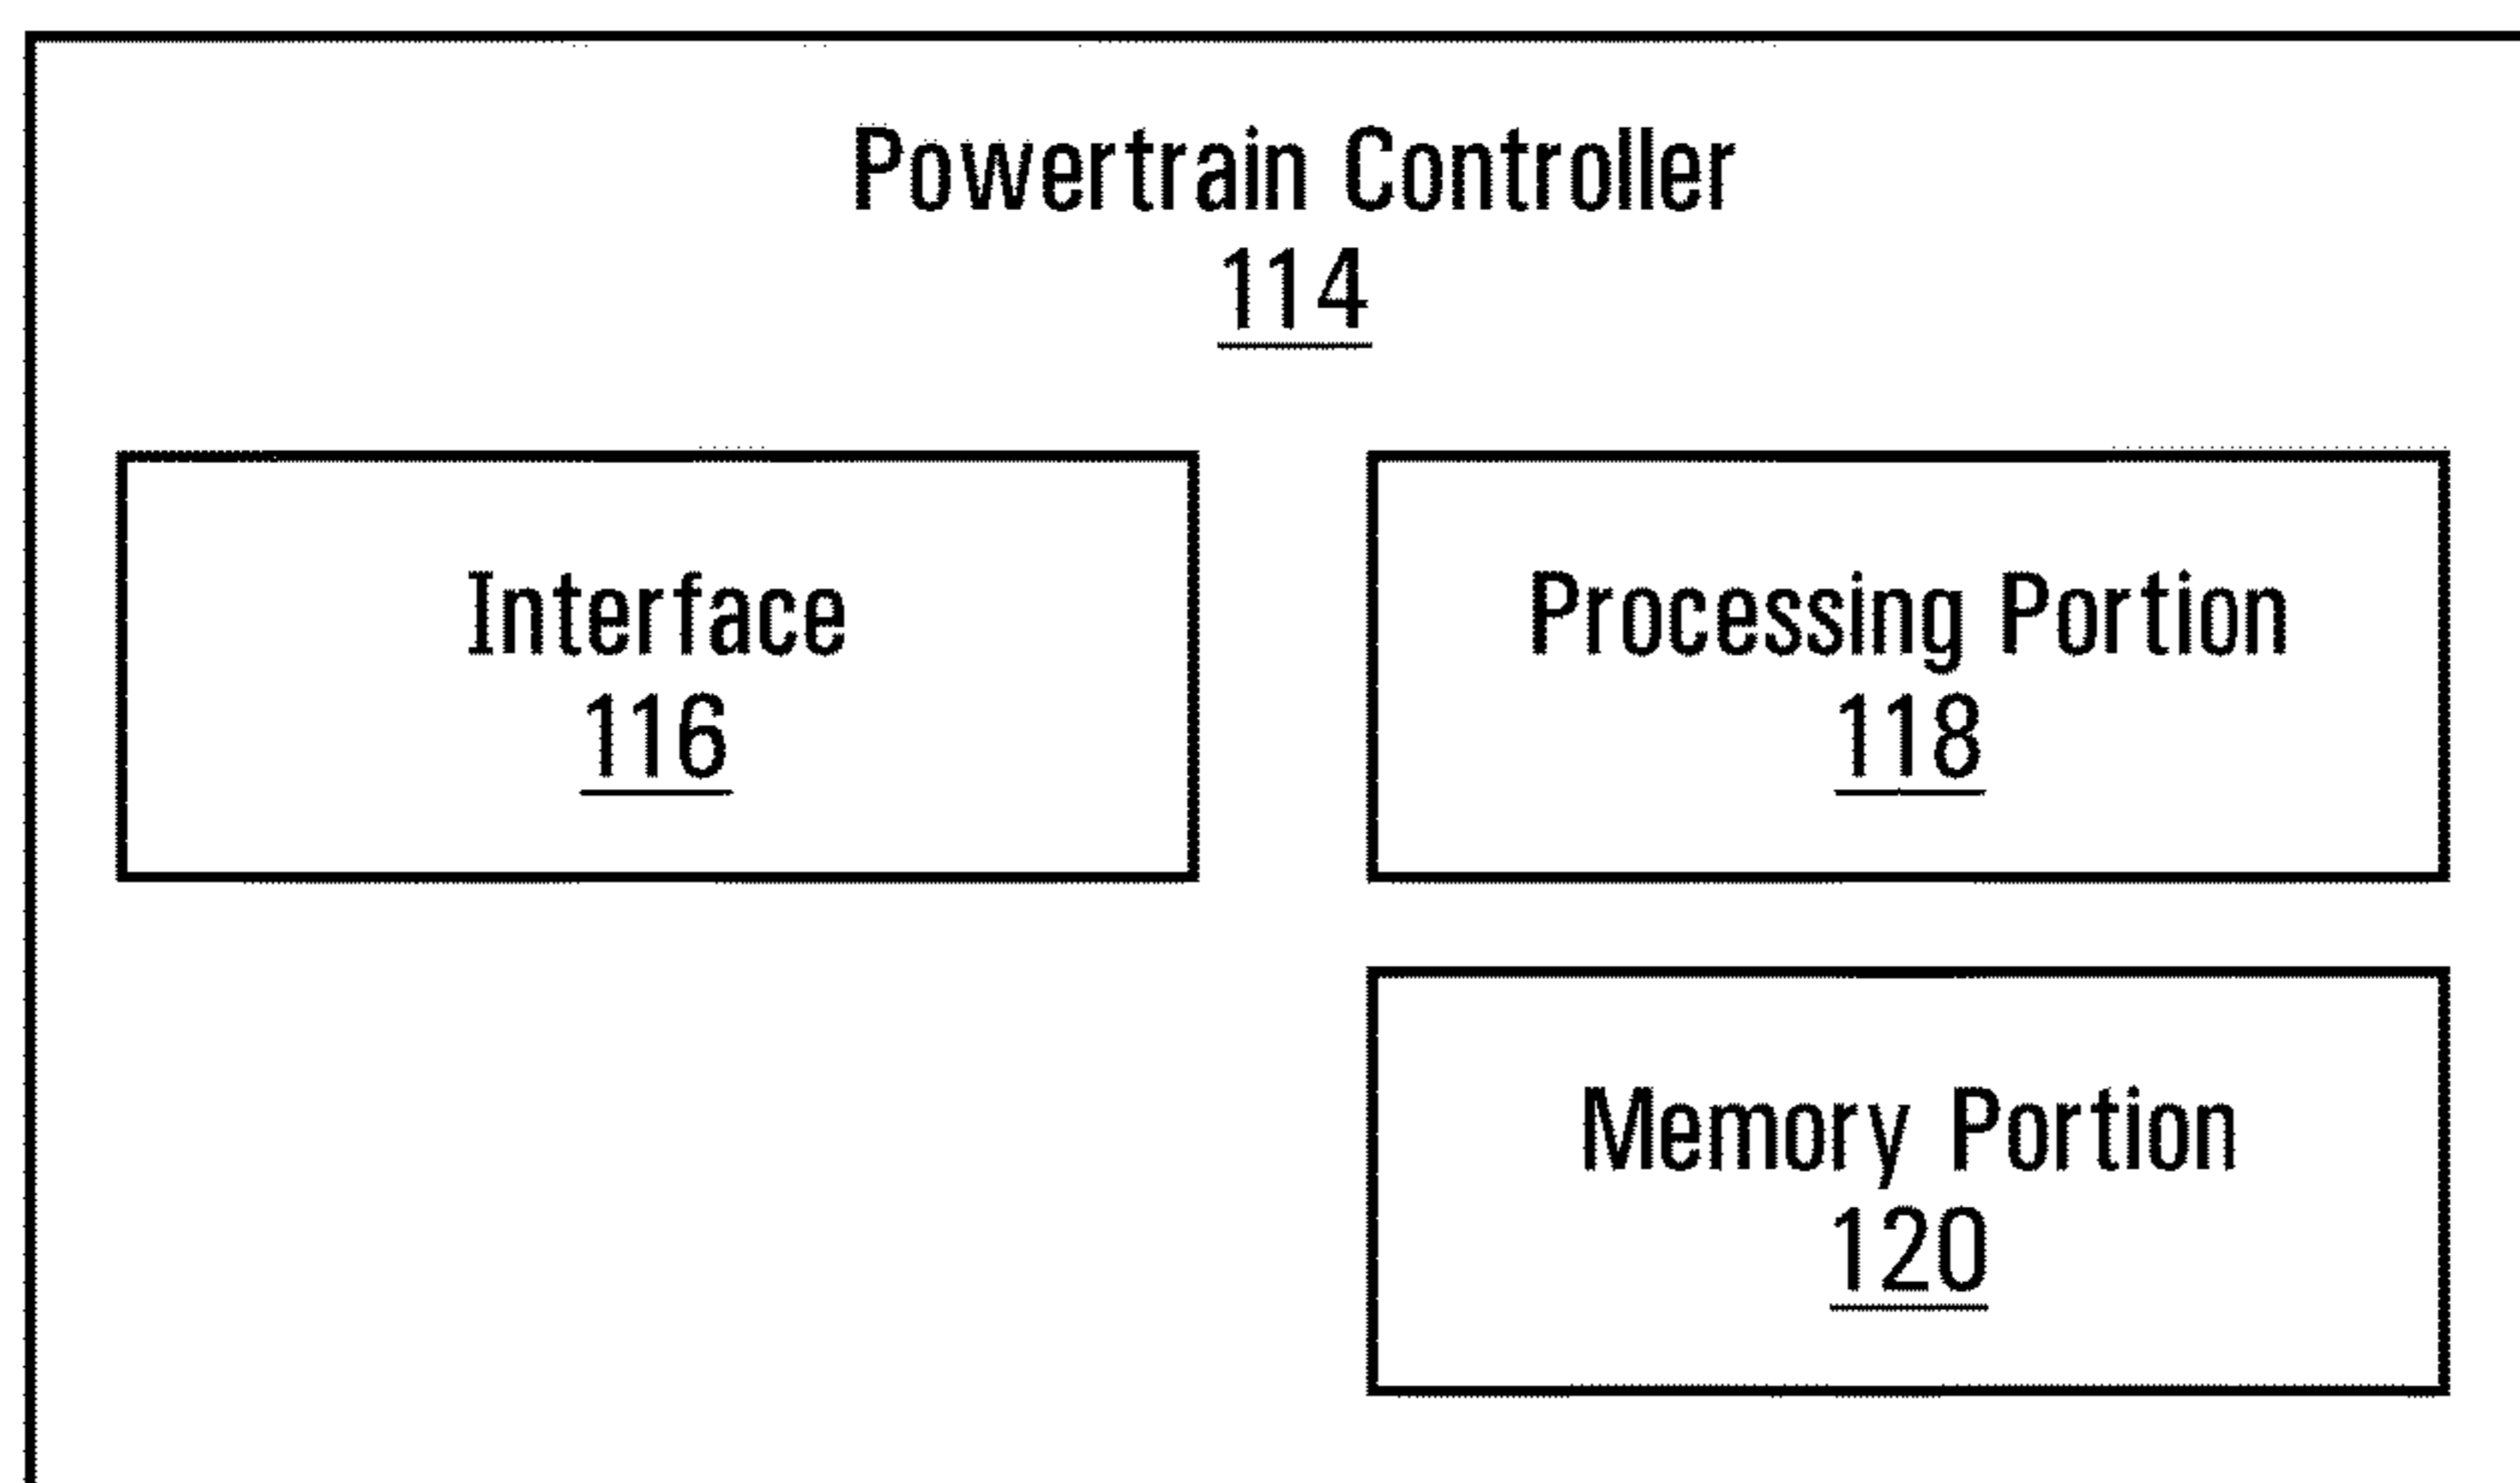 Powertrain Controller
114
Interface
116
Processing Portion
118
Memory Portion
120